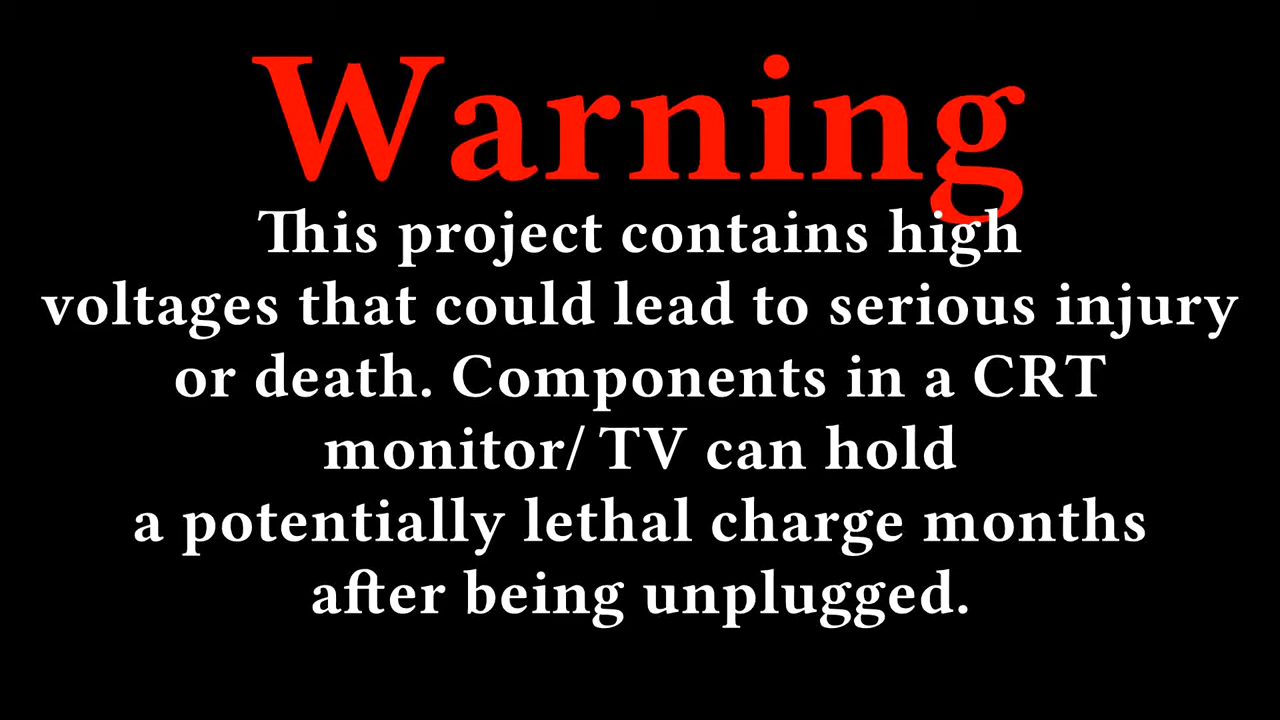 Warning
This project contains high
voltages that could lead to serious injury
or death. Components in a CRT
monitor/ TV can hold
a potentially lethal charge months
after being unplugged.